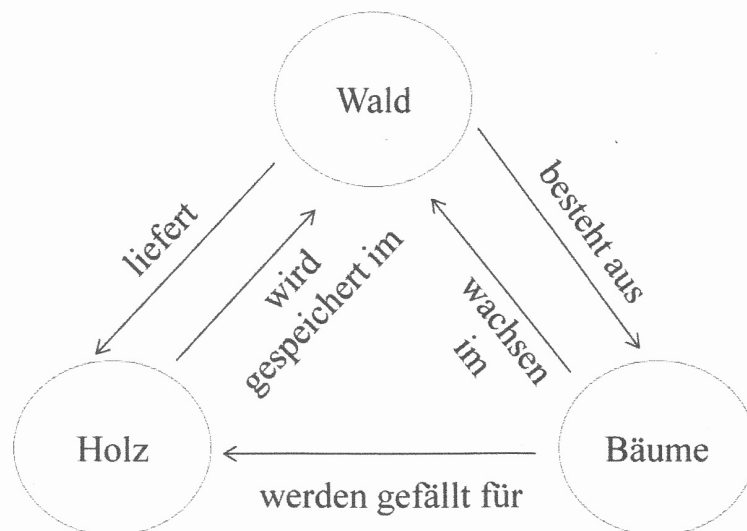 Wald
liefert
wird
gespeichert im
wachsen
im
besteht aus
Holz
Bäume
werden gefällt für